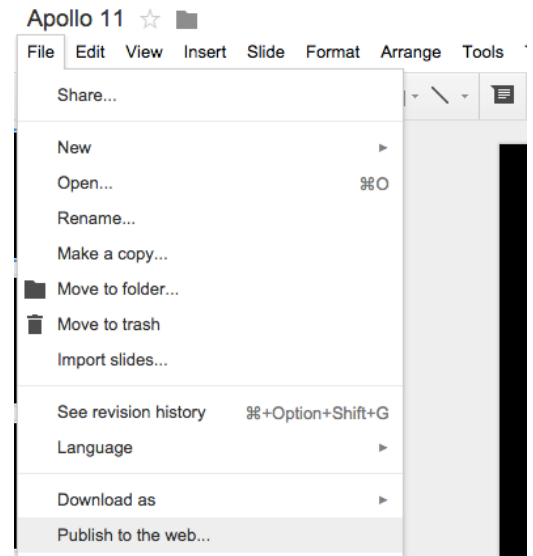 Apollo 11
File Edit View Insert Slide Format Arrange Tools
Share...
New
Open... ⌘O
Rename...
Make a copy...
Move to folder...
Move to trash
Import slides...
See revision history ⌘+Option+Shift+G
Language
Download as
Publish to the web...